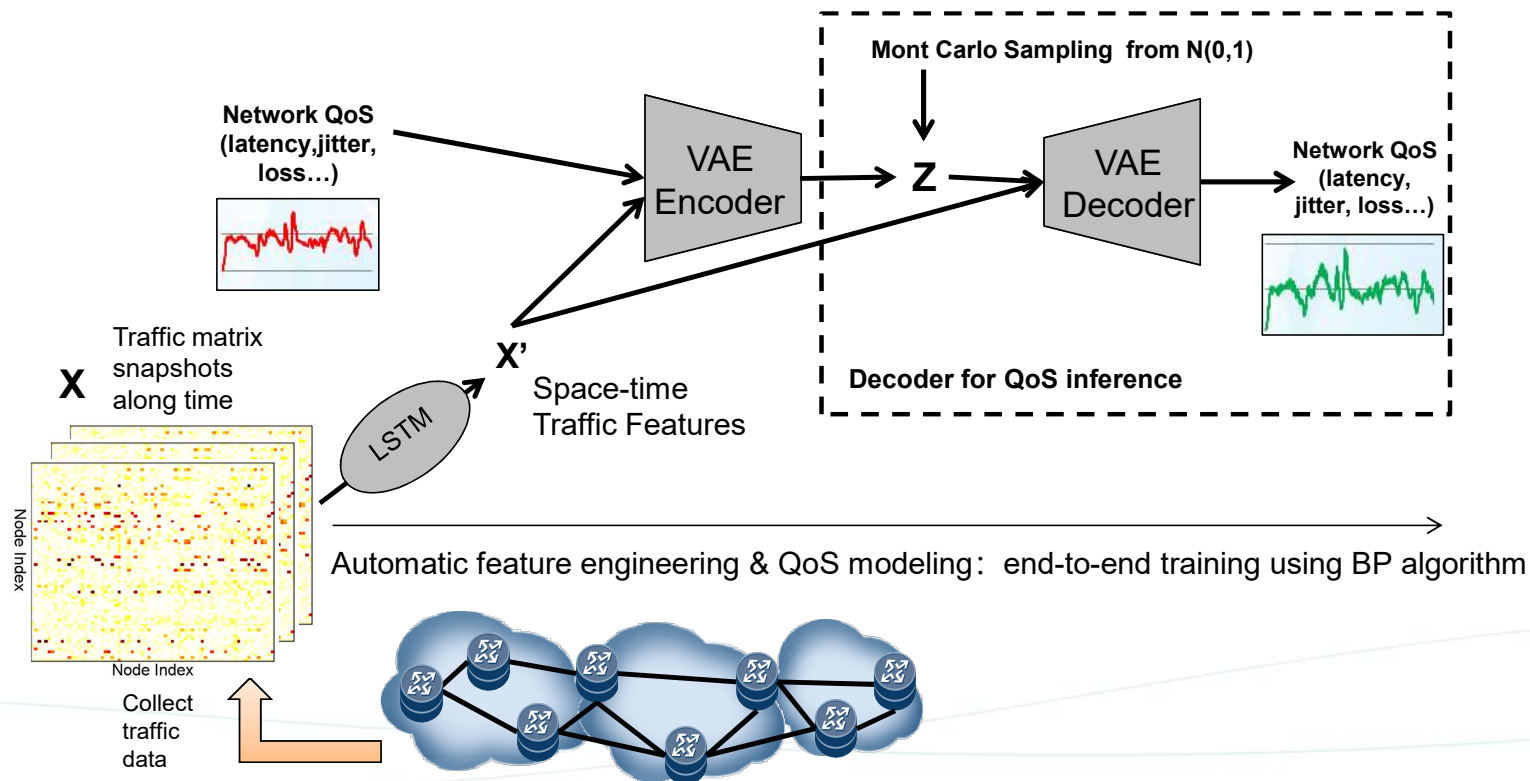 Mont Carlo Sampling from N(0,1)
Network QoS
(latency,jitter,
loss...)
VAE
Encoder
Z
VAE
Decoder
Network QoS
(latency,
jitter, loss...)
X
Traffic matrix
snapshots
along time
LSTM
X’
Space-time
Traffic Features
Decoder for QoS inference
Node Index
Node Index
Automatic feature engineering & QoS modeling：end-to-end training using BP algorithm
Collect
traffic
data